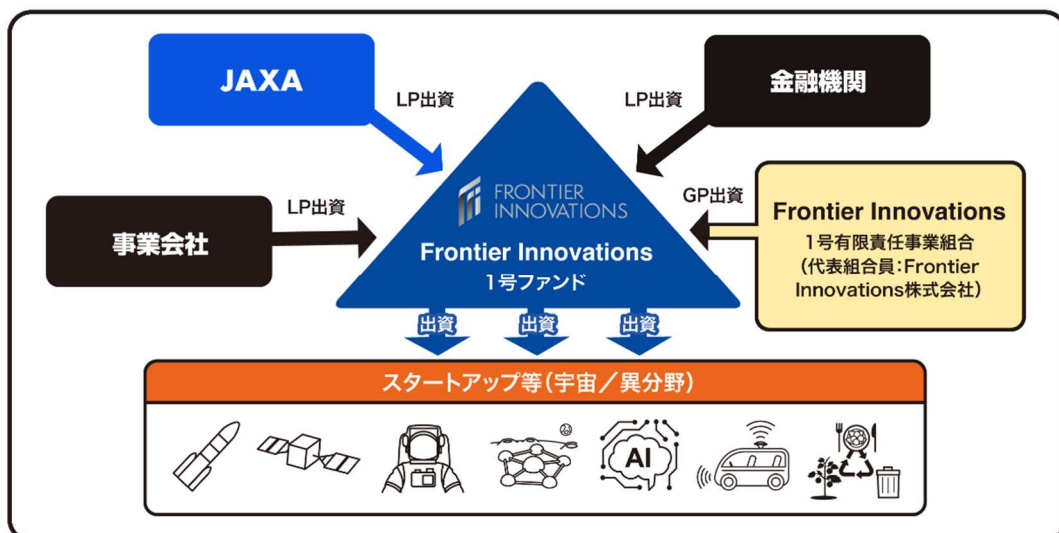 JAXA
LP出資
LP出資
金融機関
事業会社
LP出資
FRONTIER
INNOVATIONS
Frontier Innovations
1号ファンド
GP出資
Frontier Innovations
1号有限責任事業組合
（代表組合員：Frontier
Innovations株式会社）
出資
出資
出資
スタートアップ等（宇宙／異分野）
AI